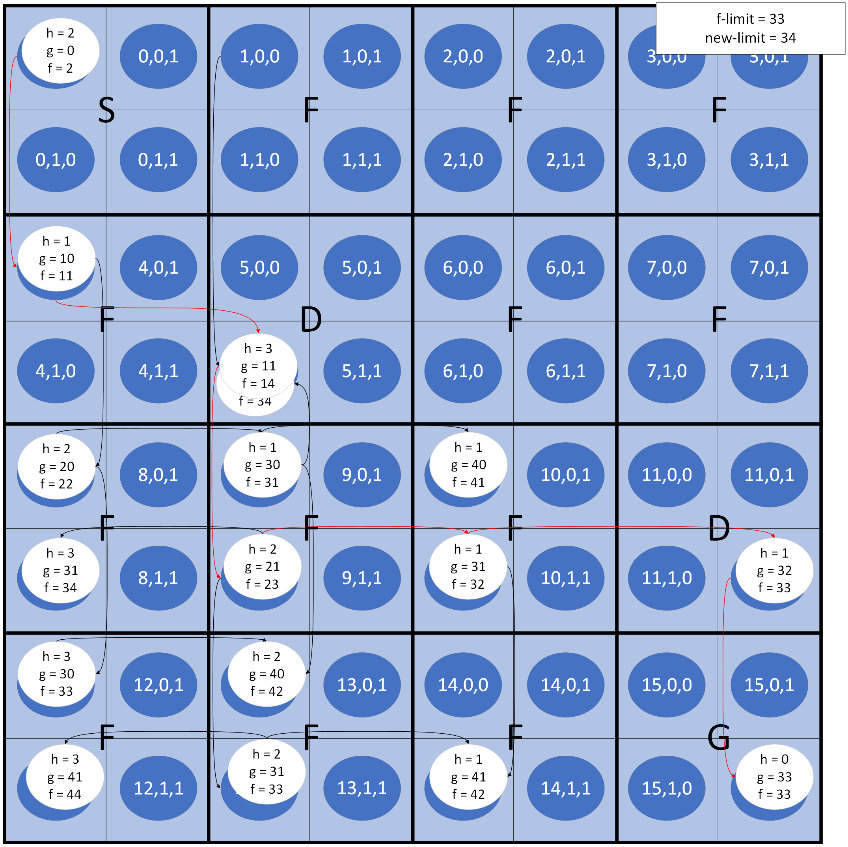 f-limit = 33
new-limit = 34
h = 2
g = 0
f = 2
0,0,1
1,0,0
1,0,1
2,0,0
2,0,1
3,0,0
3,0,1
S
F
F
F
0,1,0
0,1,1
1,1,0
1,1,1
2,1,0
2,1,1
3,1,0
3,1,1
h = 1
g = 10
f = 11
4,0,1
5,0,0
5,0,1
6,0,0
6,0,1
7,0,0
7,0,1
F
D
F
F
4,1,0
4,1,1
h = 3
g = 11
f = 14
f = 34
5,1,1
6,1,0
6,1,1
7,1,0
7,1,1
h = 2
g = 20
f = 22
8,0,1
h = 1
g = 30
f = 31
9,0,1
h = 1
g = 40
f = 41
10,0,1
11,0,0
11,0,1
F
F
F
D
h = 3
g = 31
f = 34
8,1,1
h = 2
g = 21
f = 23
9,1,1
h = 1
g = 31
f = 32
10,1,1
11,1,0
h = 1
g = 32
f = 33
h = 3
g = 30
f = 33
12,0,1
h = 2
g = 40
f = 42
13,0,1
14,0,0
14,0,1
15,0,0
15,0,1
F
F
F
G
h = 3
g = 41
f = 44
12,1,1
h = 2
g = 31
f = 33
13,1,1
h = 1
g = 41
f = 42
14,1,1
15,1,0
h = 0
g = 33
f = 33